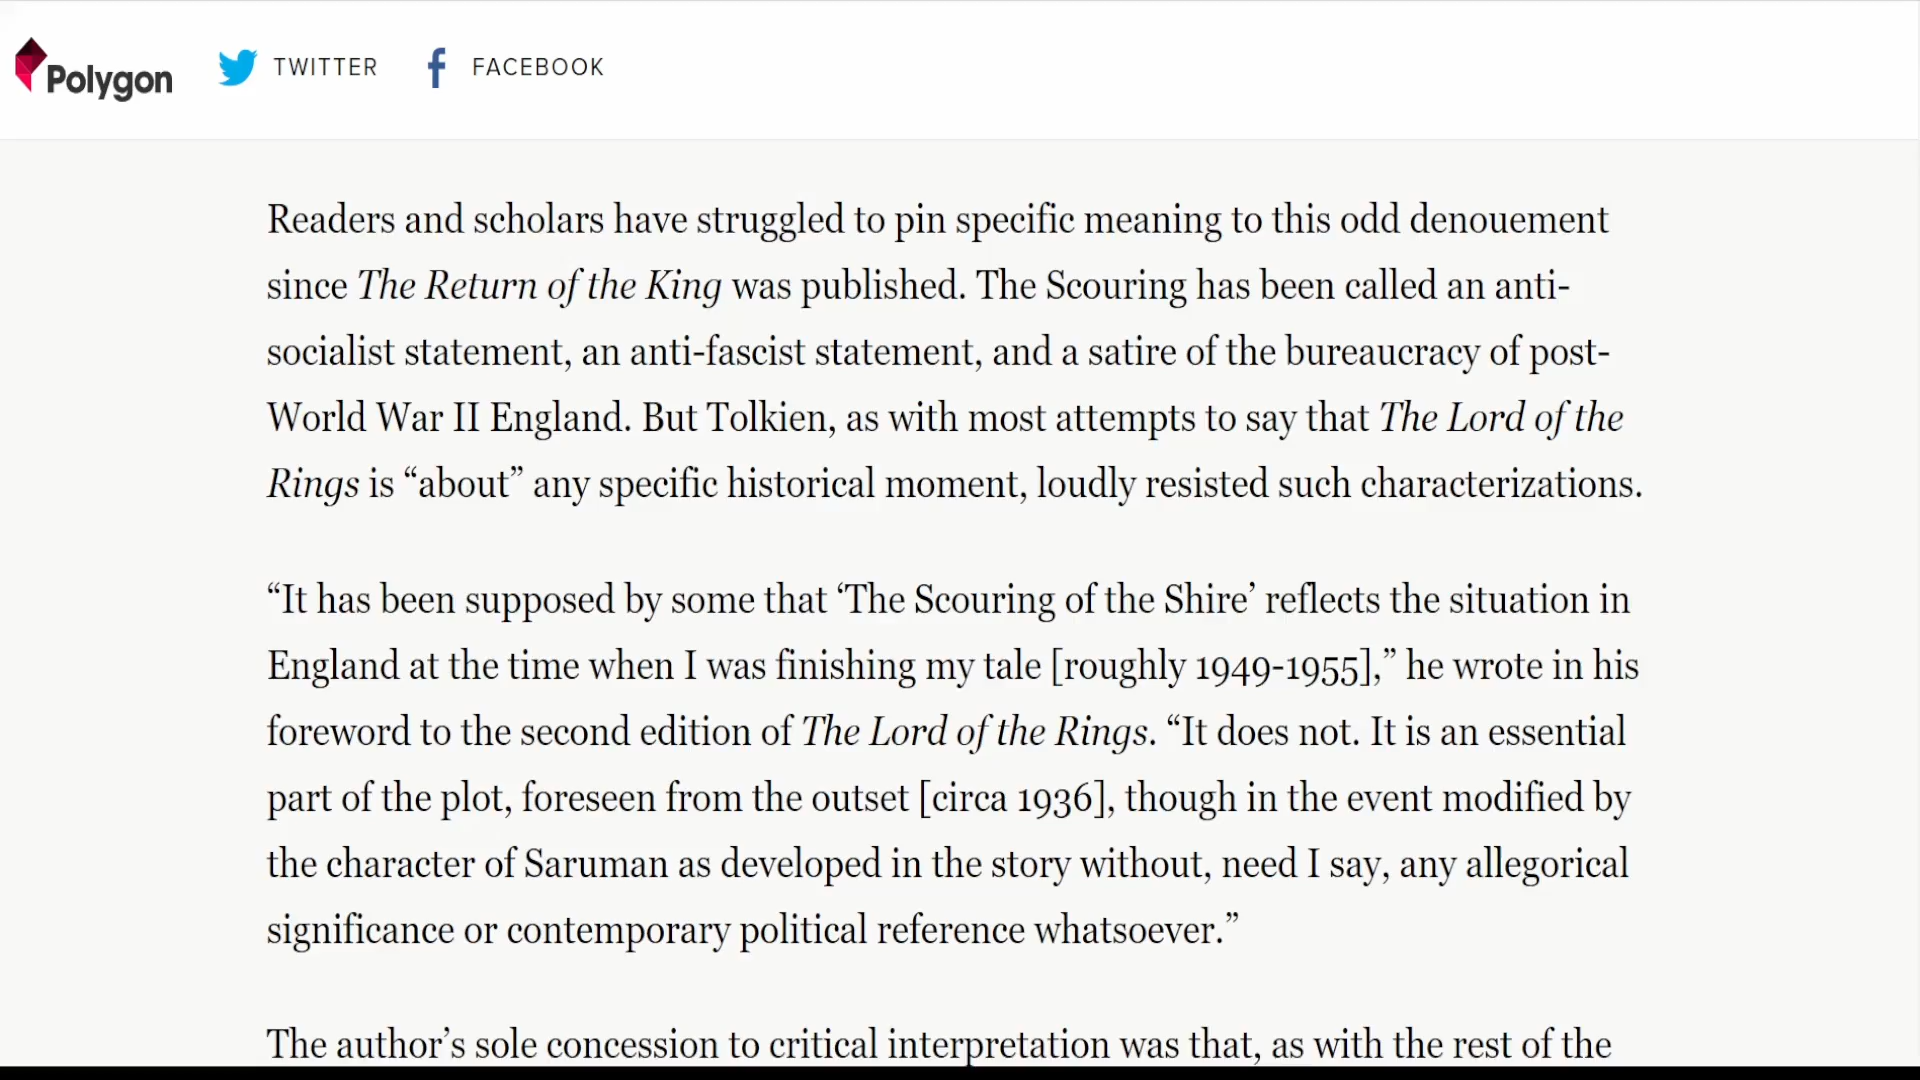 Polygon TWITTER FACEBOOK
Readers and scholars have struggled to pin specific meaning to this odd denouement
since The Return of the King was published. The Scouring has been called an anti-
socialist statement, an anti-fascist statement, and a satire of the bureaucracy of post-
World War II England. But Tolkien, as with most attempts to say that The Lord of the
Rings is “about” any specific historical moment, loudly resisted such characterizations.
“It has been supposed by some that ‘The Scouring of the Shire’ reflects the situation in
England at the time when I was finishing my tale [roughly 1949-1955],” he wrote in his
foreword to the second edition of The Lord of the Rings. “It does not. It is an essential
part of the plot, foreseen from the outset [circa 1936], though in the event modified by
the character of Saruman as developed in the story without, need I say, any allegorical
significance or contemporary political reference whatsoever.”
The author’s sole concession to critical interpretation was that, as with the rest of the